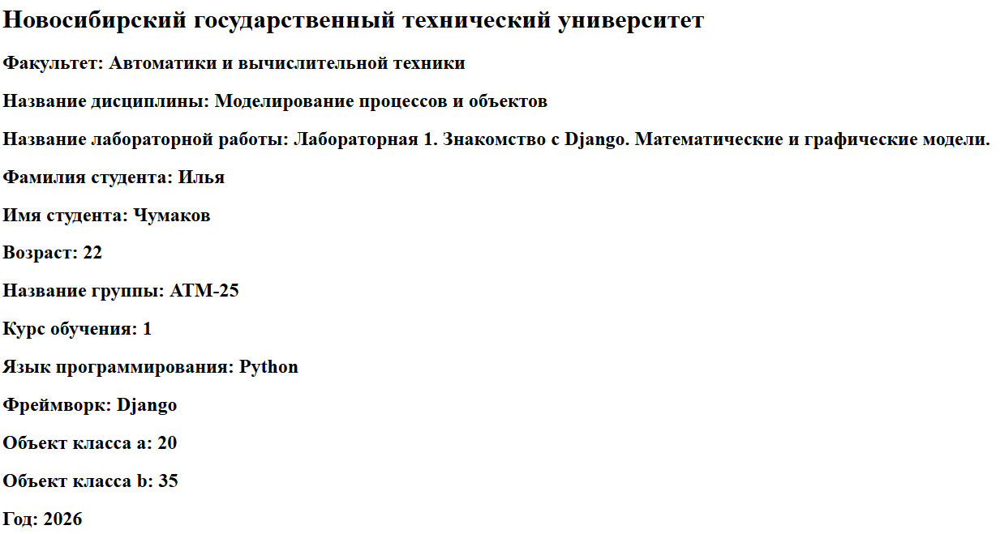 Новосибирский государственный технический университет
Факультет: Автоматики и вычислительной техники
Название дисциплины: Моделирование процессов и объектов
Название лабораторной работы: Лабораторная 1. Знакомство с Django. Математические и графические модели.
Фамилия студента: Илья
Имя студента: Чумаков
Возраст: 22
Название группы: АТМ-25
Курс обучения: 1
Язык программирования: Python
Фреймворк: Django
Объект класса a: 20
Объект класса b: 35
Год: 2026